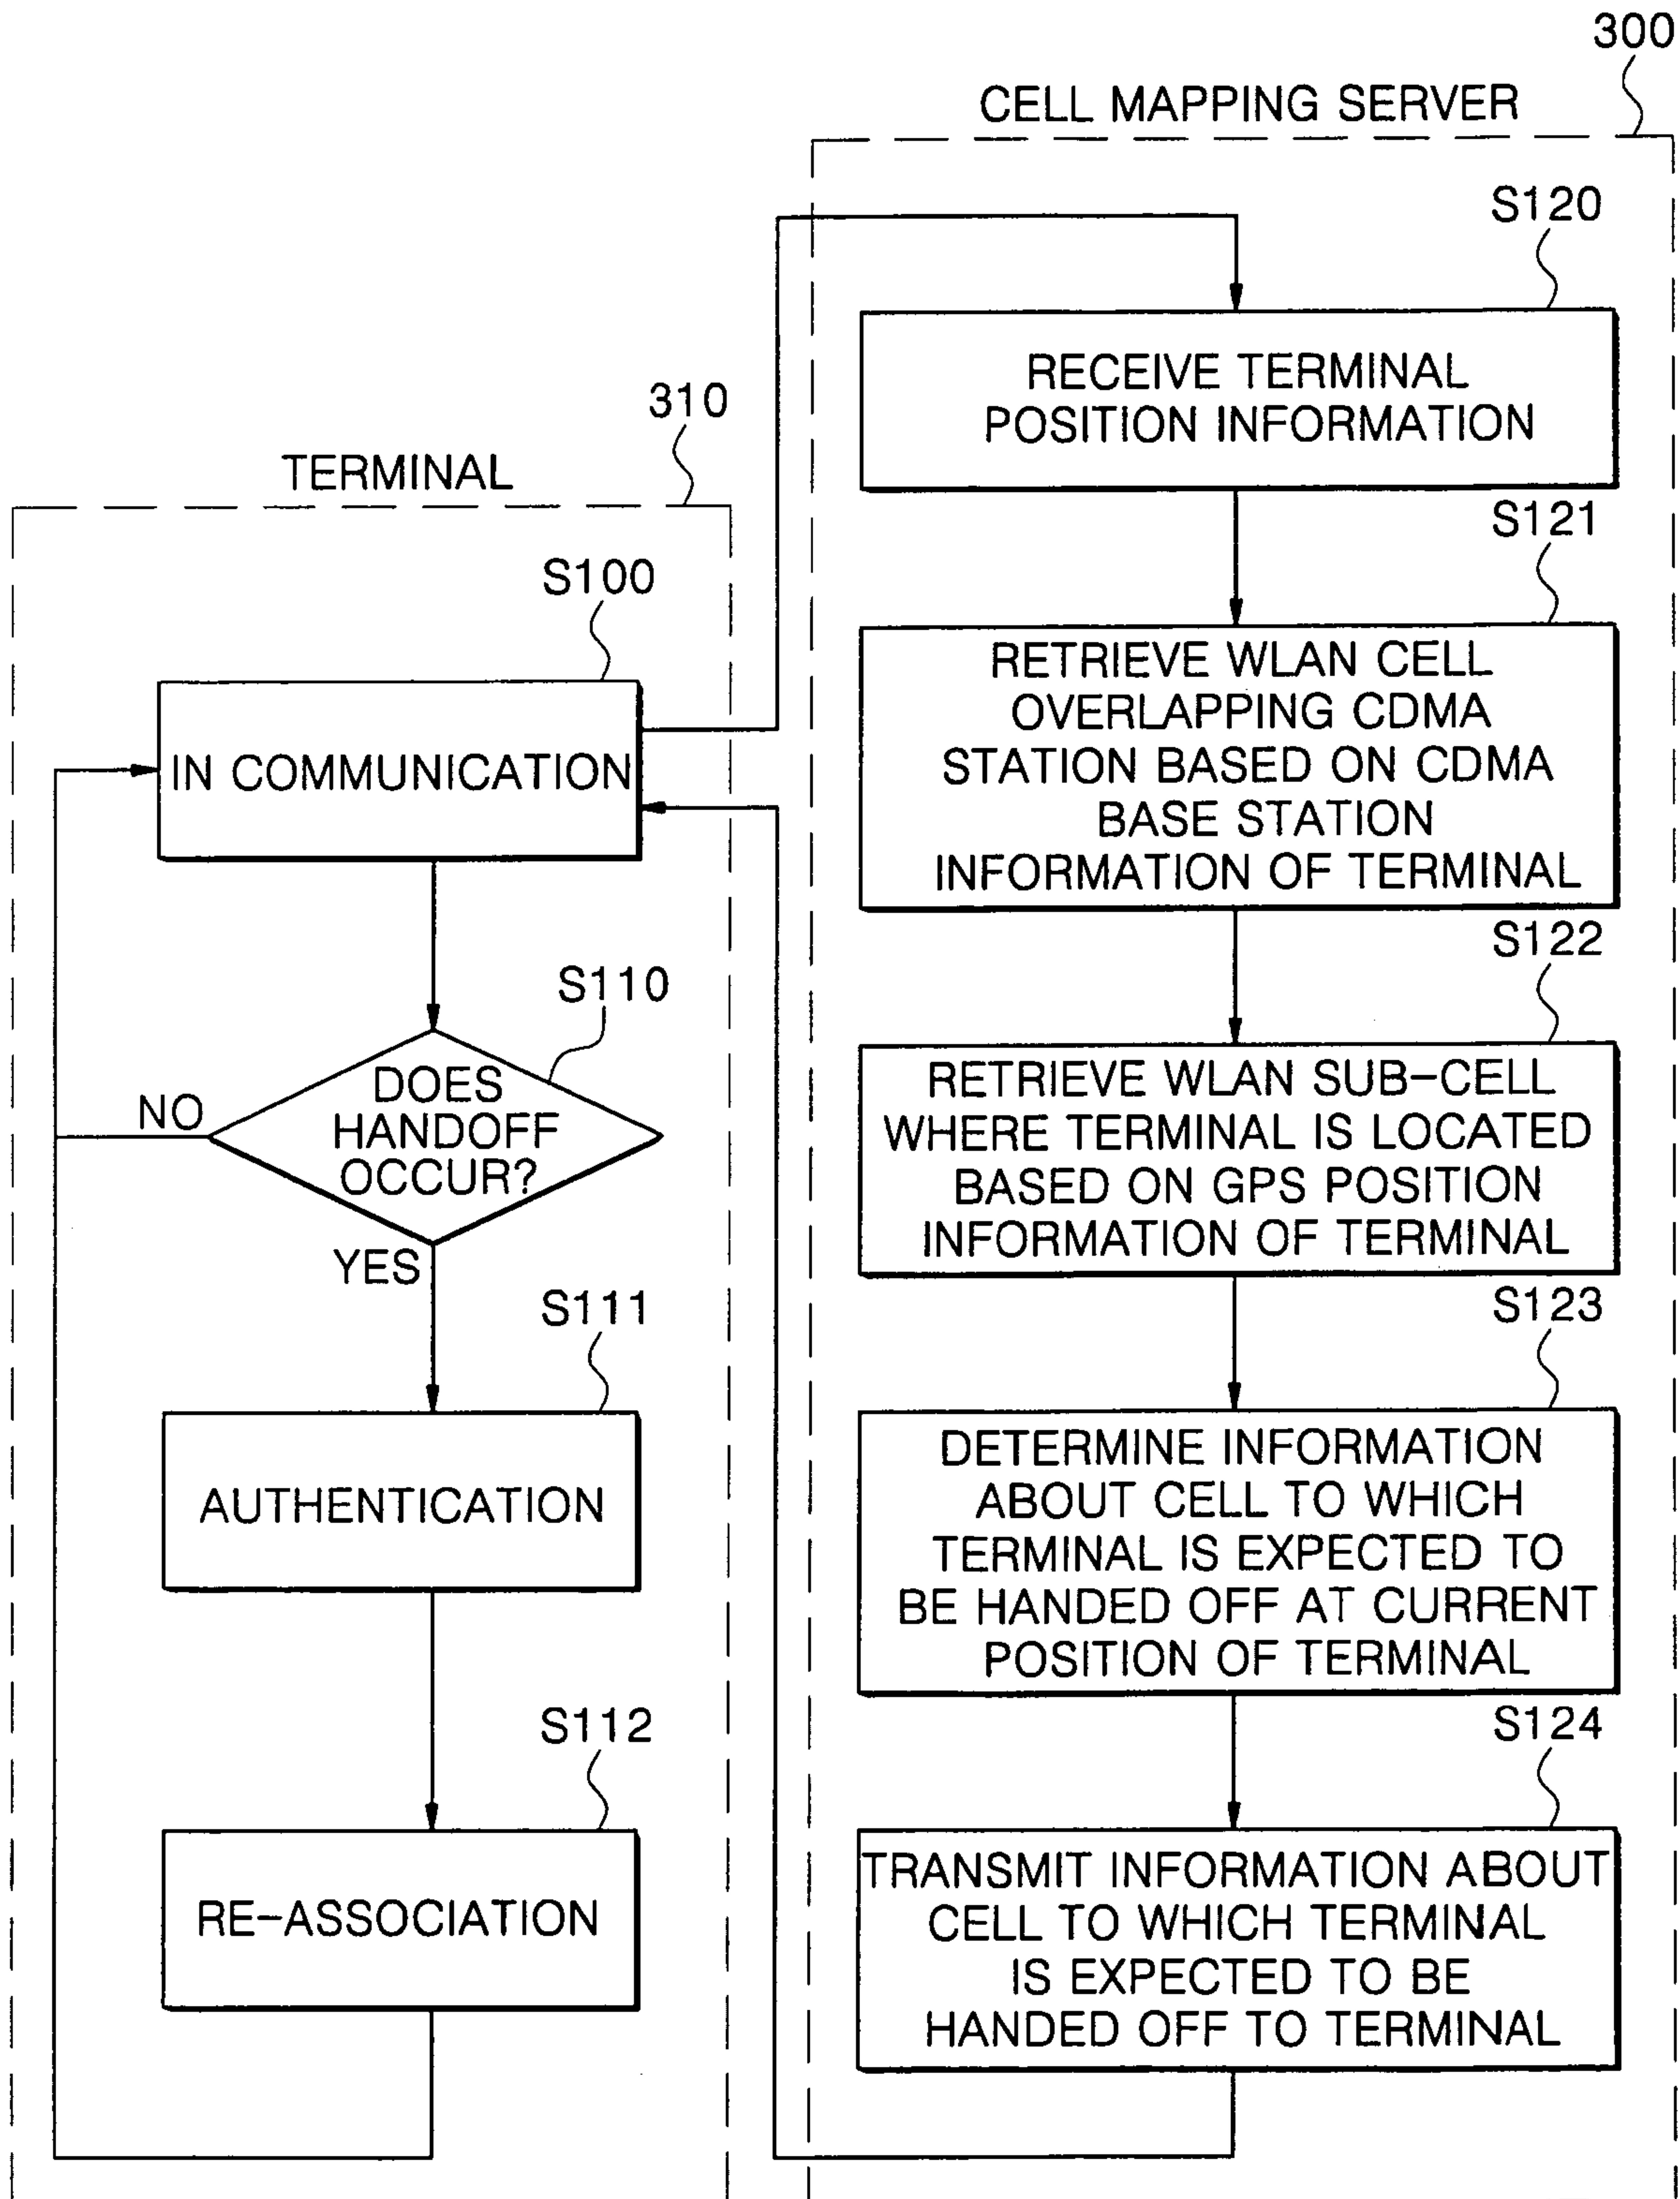 300
CELL MAPPING SERVER
S120
RECEIVE TERMINAL
POSITION INFORMATION
310
TERMINAL
S121
RETRIEVE WLAN CELL
OVERLAPPING CDMA
STATION BASED ON CDMA
BASE STATION
INFORMATION OF TERMINAL
S100
IN COMMUNICATION
S122
RETRIEVE WLAN SUB-CELL
WHERE TERMINAL IS LOCATED
BASED ON GPS POSITION
INFORMATION OF TERMINAL
S110
DOES
HANDOFF
OCCUR?
NO
YES
S123
DETERMINE INFORMATION
ABOUT CELL TO WHICH
TERMINAL IS EXPECTED TO
BE HANDED OFF AT CURRENT
POSITION OF TERMINAL
S111
AUTHENTICATION
S124
TRANSMIT INFORMATION ABOUT
CELL TO WHICH TERMINAL
IS EXPECTED TO BE
HANDED OFF TO TERMINAL
S112
RE-ASSOCIATION